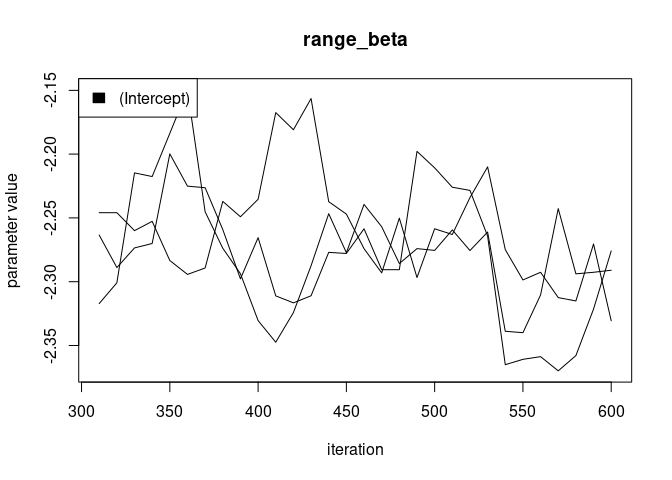 range_beta
(Intercept)
parameter value
-2.15
-2.20
-2.25
-2.30
-2.35
300 350 400 450 500 550 600
iteration